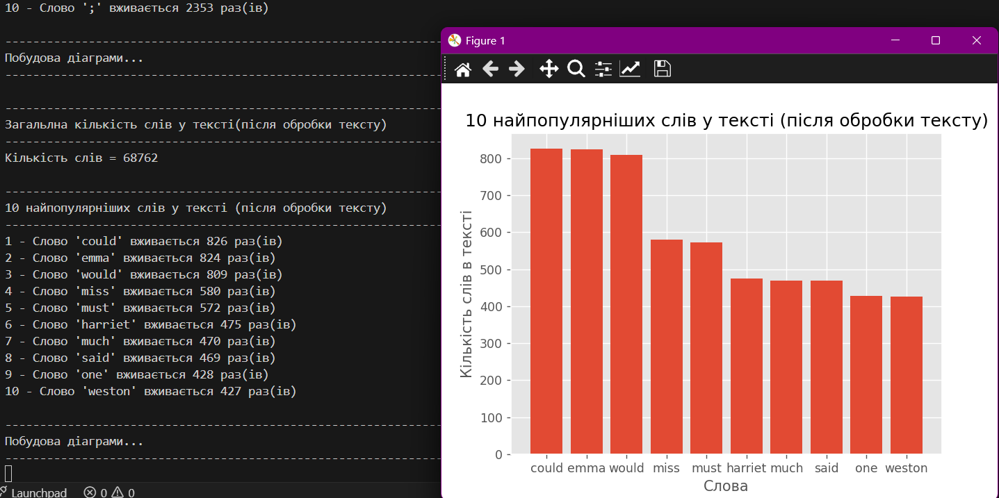 10 - Слово ';' вживається 2353 раз(ів)
--------------------------------------------------------------
Побудова діаграми...
--------------------------------------------------------------
--------------------------------------------------------------
Загальлна кількість слів у тексті(після обробки тексту)
--------------------------------------------------------------
Кількість слів = 68762
--------------------------------------------------------------
10 найпопулярніших слів у тексті (після обробки тексту)
--------------------------------------------------------------
1 - Слово 'could' вживається 826 раз(ів)
2 - Слово 'emma' вживається 824 раз(ів)
3 - Слово 'would' вживається 809 раз(ів)
4 - Слово 'miss' вживається 580 раз(ів)
5 - Слово 'must' вживається 572 раз(ів)
6 - Слово 'harriet' вживається 475 раз(ів)
7 - Слово 'much' вживається 470 раз(ів)
8 - Слово 'said' вживається 469 раз(ів)
9 - Слово 'one' вживається 428 раз(ів)
10 - Слово 'weston' вживається 427 раз(ів)
--------------------------------------------------------------
Побудова діаграми...
--------------------------------------------------------------
Launchpad 0 0
Figure 1
10 найпопулярніших слів у тексті (після обробки тексту)
Кількість слів в тексті
800
700
600
500
400
300
200
100
0
could emma would miss must harriet much said one weston
Слова